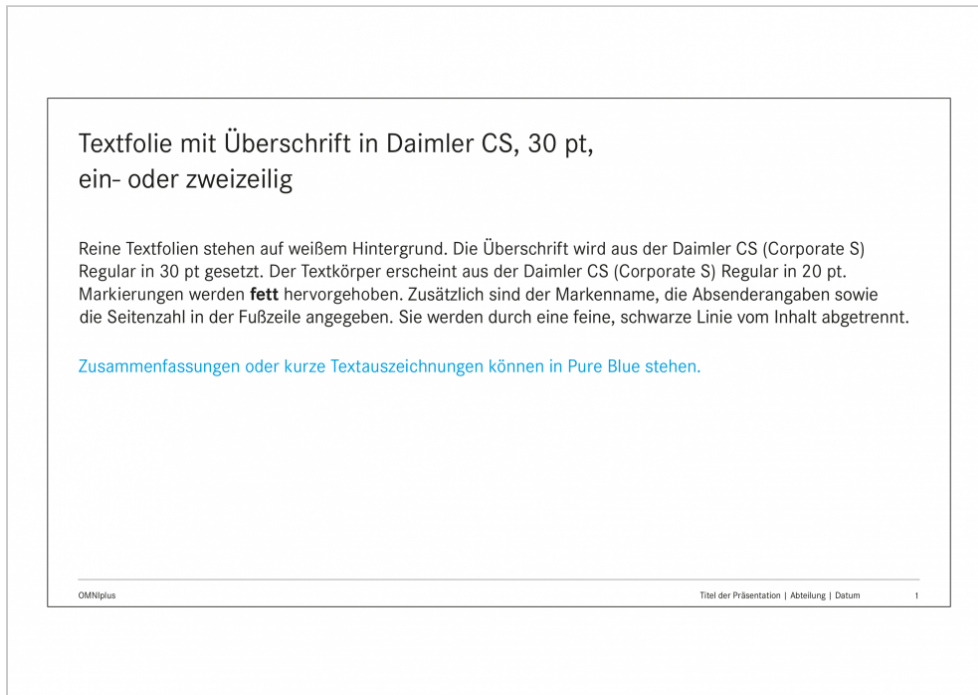 Textfolie mit Überschrift in Daimler CS, 30 pt,
ein- oder zweizeilig
Reine Textfolien stehen auf weißem Hintergrund. Die Überschrift wird aus der Daimler CS (Corporate S)
Regular in 30 pt gesetzt. Der Textkörper erscheint aus der Daimler CS (Corporate S) Regular in 20 pt.
Markierungen werden fett hervorgehoben. Zusätzlich sind der Markenname, die Absenderangaben sowie
die Seitenzahl in der Fußzeile angegeben. Sie werden durch eine feine, schwarze Linie vom Inhalt abgetrennt.
Zusammenfassungen oder kurze Textauszeichnungen können in Pure Blue stehen.
OMNIplus Titel der Präsentation | Abteilung | Datum 1